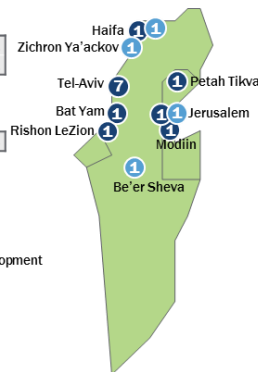 Haifa 1 1
Zichron Ya'ackov 1
Tel-Aviv 7
1 Petah Tikva
Bat Yam 1
1 1 Jerusalem
Rishon LeZion 1
1
Modiin
1
Be'er Sheva
opment